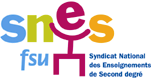 snes
fsu
Syndicat National
des Enseignements
de Second degré